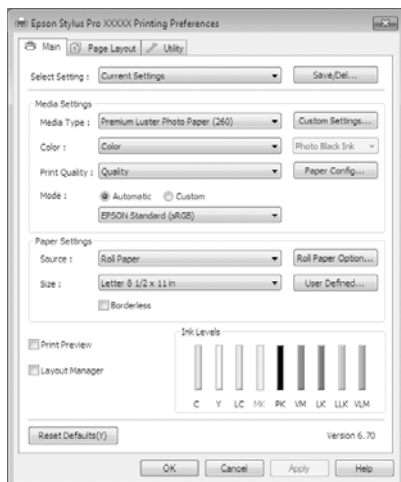 Epson Stylus Pro XXXXX Printing Preferences
Main Page Layout Utility
Select Setting : Current Settings Save/Del...
Media Settings
Media Type : Premium Luster Photo Paper (260) Custom Settings...
Color : Color Photo Black Ink
Print Quality : Quality Paper Config...
Mode : Automatic Custom
EPSON Standard (sRGB)
Paper Settings
Source : Roll Paper Roll Paper Option...
Size : Letter 8 1/2 x 11 in User Defined...
Borderless
Print Preview
Layout Manager
Ink Levels
C Y LC MK PK VM LK LLK VLM
Reset Defaults(Y) Version 6.70
OK Cancel Apply Help